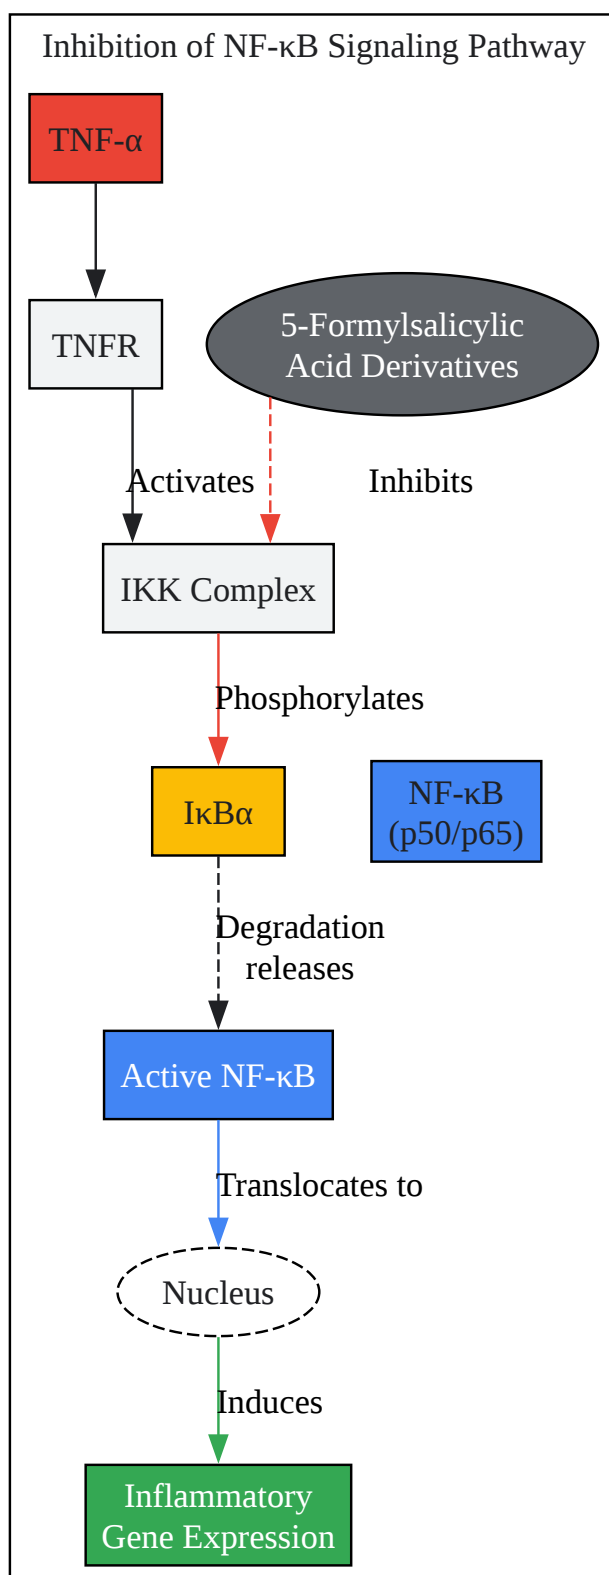 Inhibition of NF-κB Signaling Pathway
TNF-α
TNFR
5-Formylsalicylic
Acid Derivatives
Activates
Inhibits
IKK Complex
Phosphorylates
IκBα
NF-κB
(p50/p65)
Degradation
releases
Active NF-κB
Translocates to
Nucleus
Induces
Inflammatory
Gene Expression